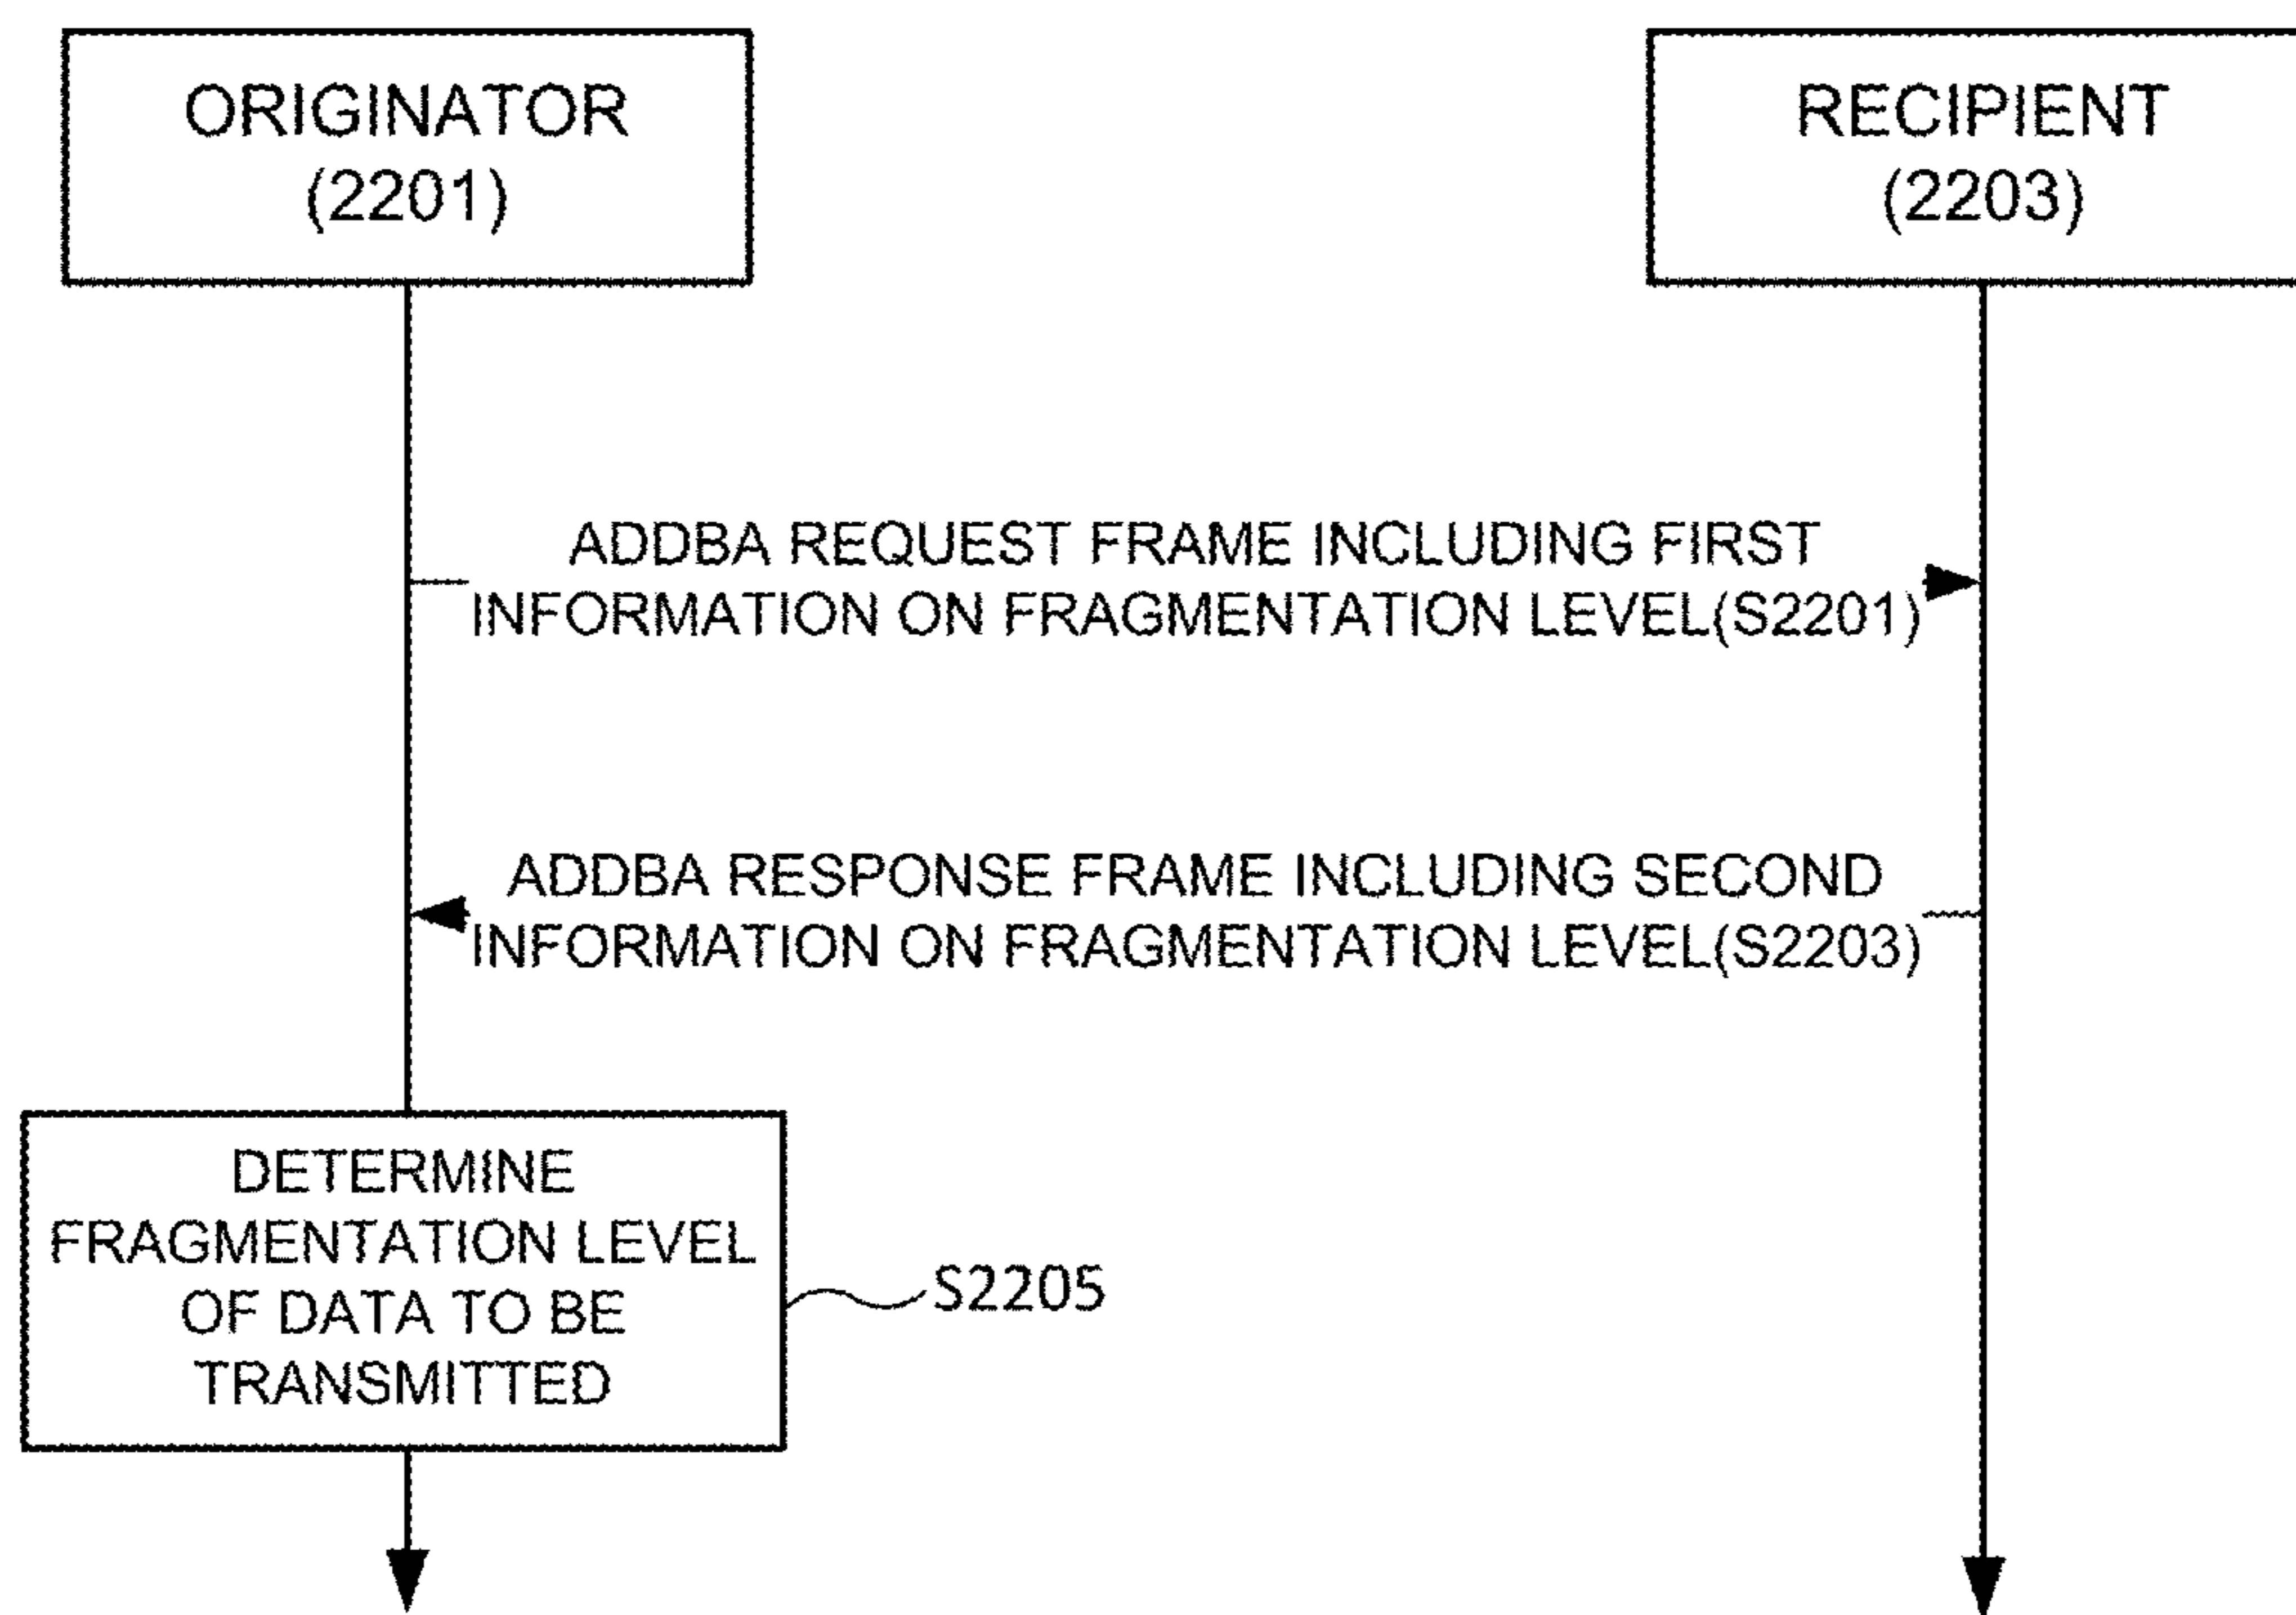 ORIGINATOR
(2201)
RECIPIENT
(2203)
ADDBA REQUEST FRAME INCLUDING FIRST
INFORMATION ON FRAGMENTATION LEVEL(S2201)
ADDBA RESPONSE FRAME INCLUDING SECOND
INFORMATION ON FRAGMENTATION LEVEL(S2203)
DETERMINE
FRAGMENTATION LEVEL
OF DATA TO BE
TRANSMITTED
S2205